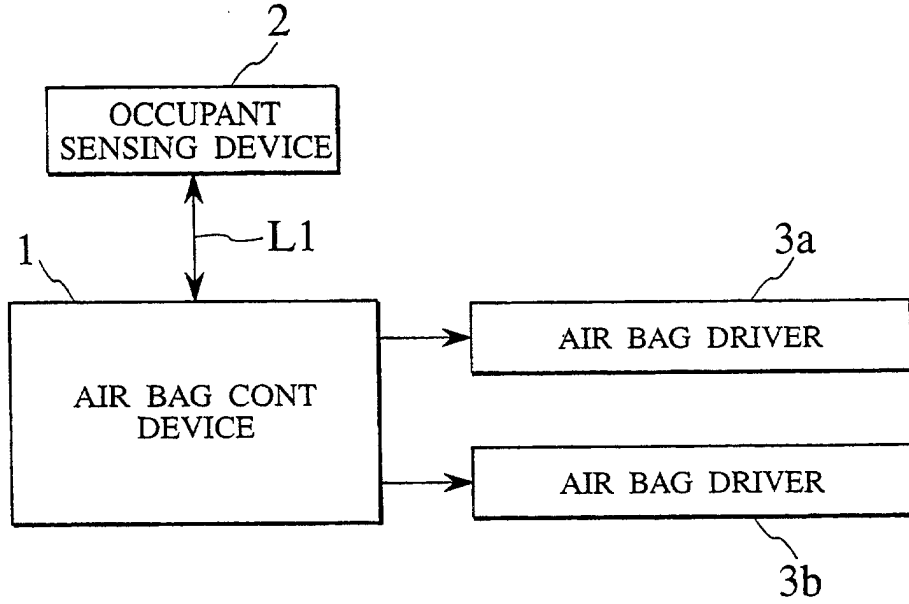 2
OCCUPANT
SENSING DEVICE
L1
1
3a
AIR BAG DRIVER
AIR BAG CONT
DEVICE
AIR BAG DRIVER
3b